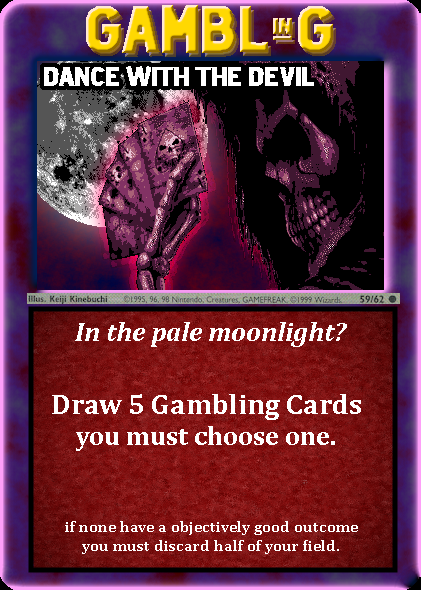 GAMBLING
DANCE WITH THE DEVIL
Illus. Keiji Kinebuchi ©1995, 96, 98 Nintendo, Creatures, GAMEFREAK. ©1999 Wizards. 59/62
In the pale moonlight?
Draw 5 Gambling Cards
you must choose one.
if none have a objectively good outcome
you must discard half of your field.